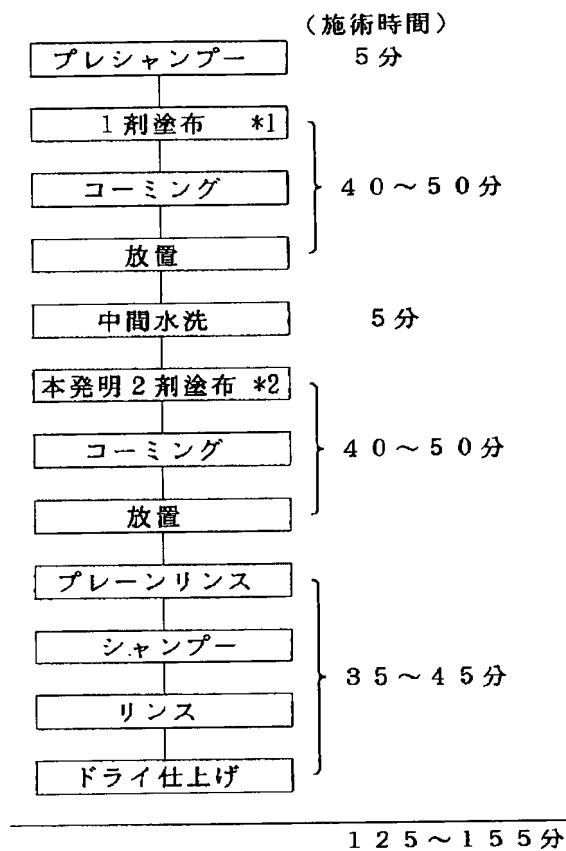 （施術時間）
プレシャンプー　５分
１剤塗布　*1
コーミング　４０～５０分
放置
中間水洗　５分
本発明２剤塗布　*2
コーミング　４０～５０分
放置
プレーンリンス
シャンプー
３５～４５分
リンス
ドライ仕上げ
１２５～１５５分